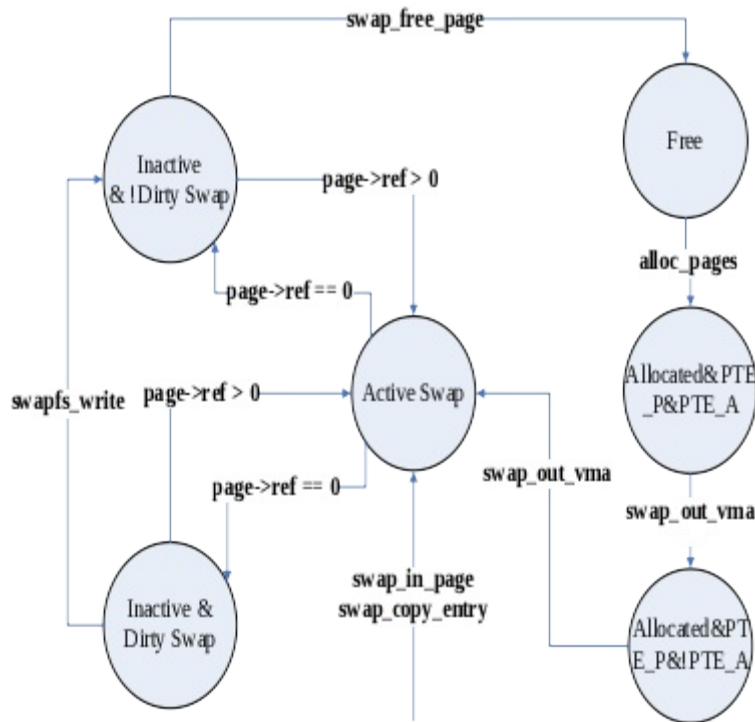 swap_free_page
Free
Inactive
& !Dirty Swap
page->ref > 0
alloc_pages
page->ref == 0
Allocated&PTE
_P&PTE_A
Active Swap
page->ref > 0
swapfs_write
swap_out_vma
page->ref == 0
swap_out_vma
swap_in_page
swap_copy_entry
Inactive &
Dirty Swap
Allocated&PT
E_P&!PTE_A